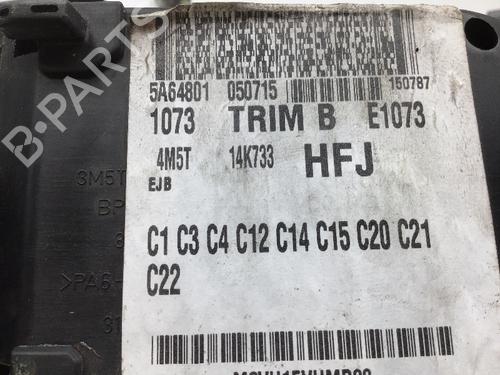 5A64801 050715 150787
1073 TRIM B E1073
4M5T 14K733 HFJ
EJB
C1 C3 C4 C12 C14 C15 C20 C21
C22
3M5T
BP
>PA6-
B-Parts